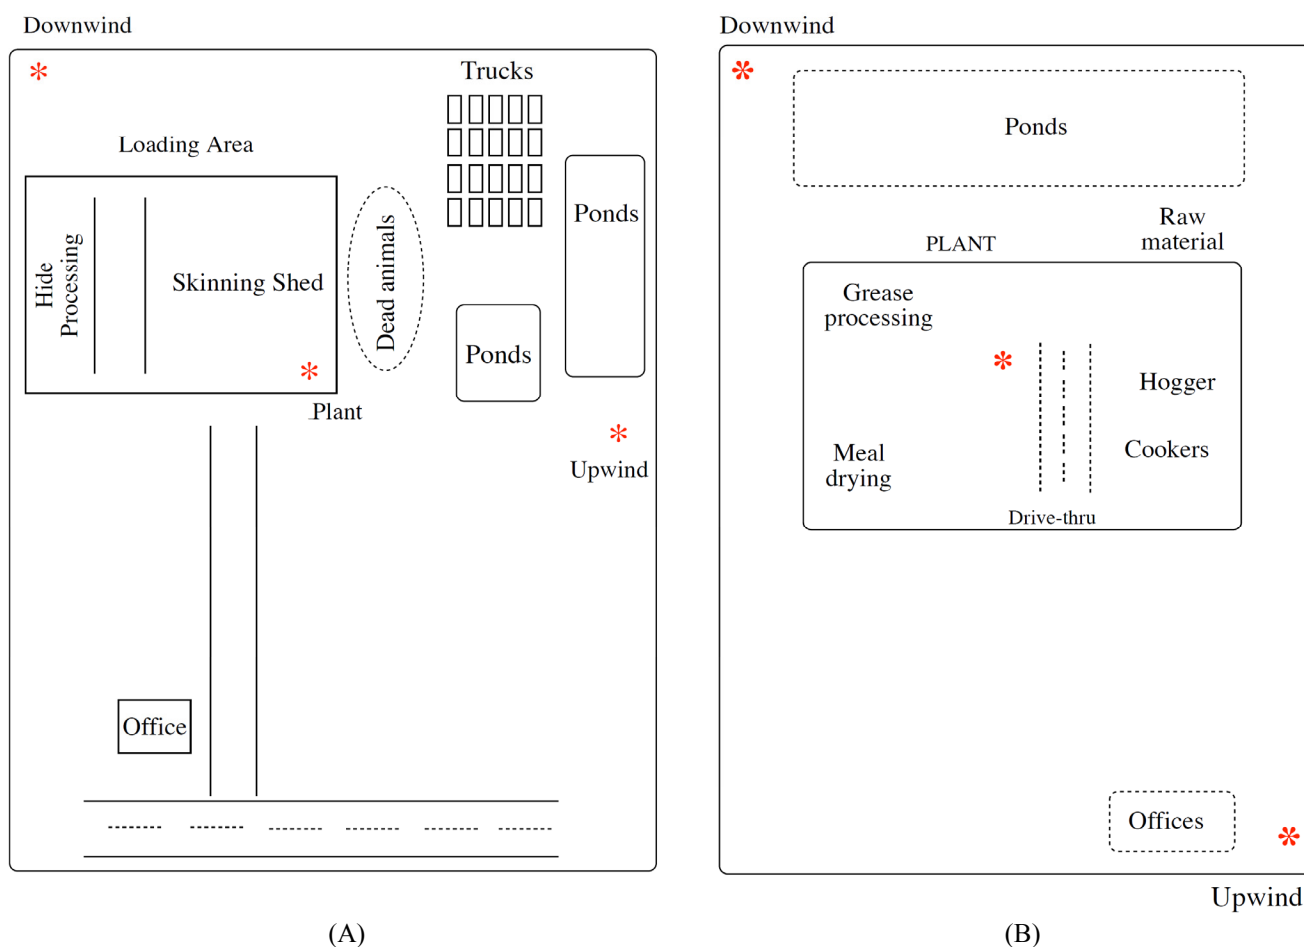 Downwind
Trucks
Loading Area
Hide
Processing
Skinning Shed
Dead animals
Ponds
Ponds
Plant
Upwind
Office
(A)
Downwind
Ponds
PLANT
Raw
material
Grease
processing
Hogger
Meal
drying
Cookers
Drive-thru
Offices
Upwind
(B)